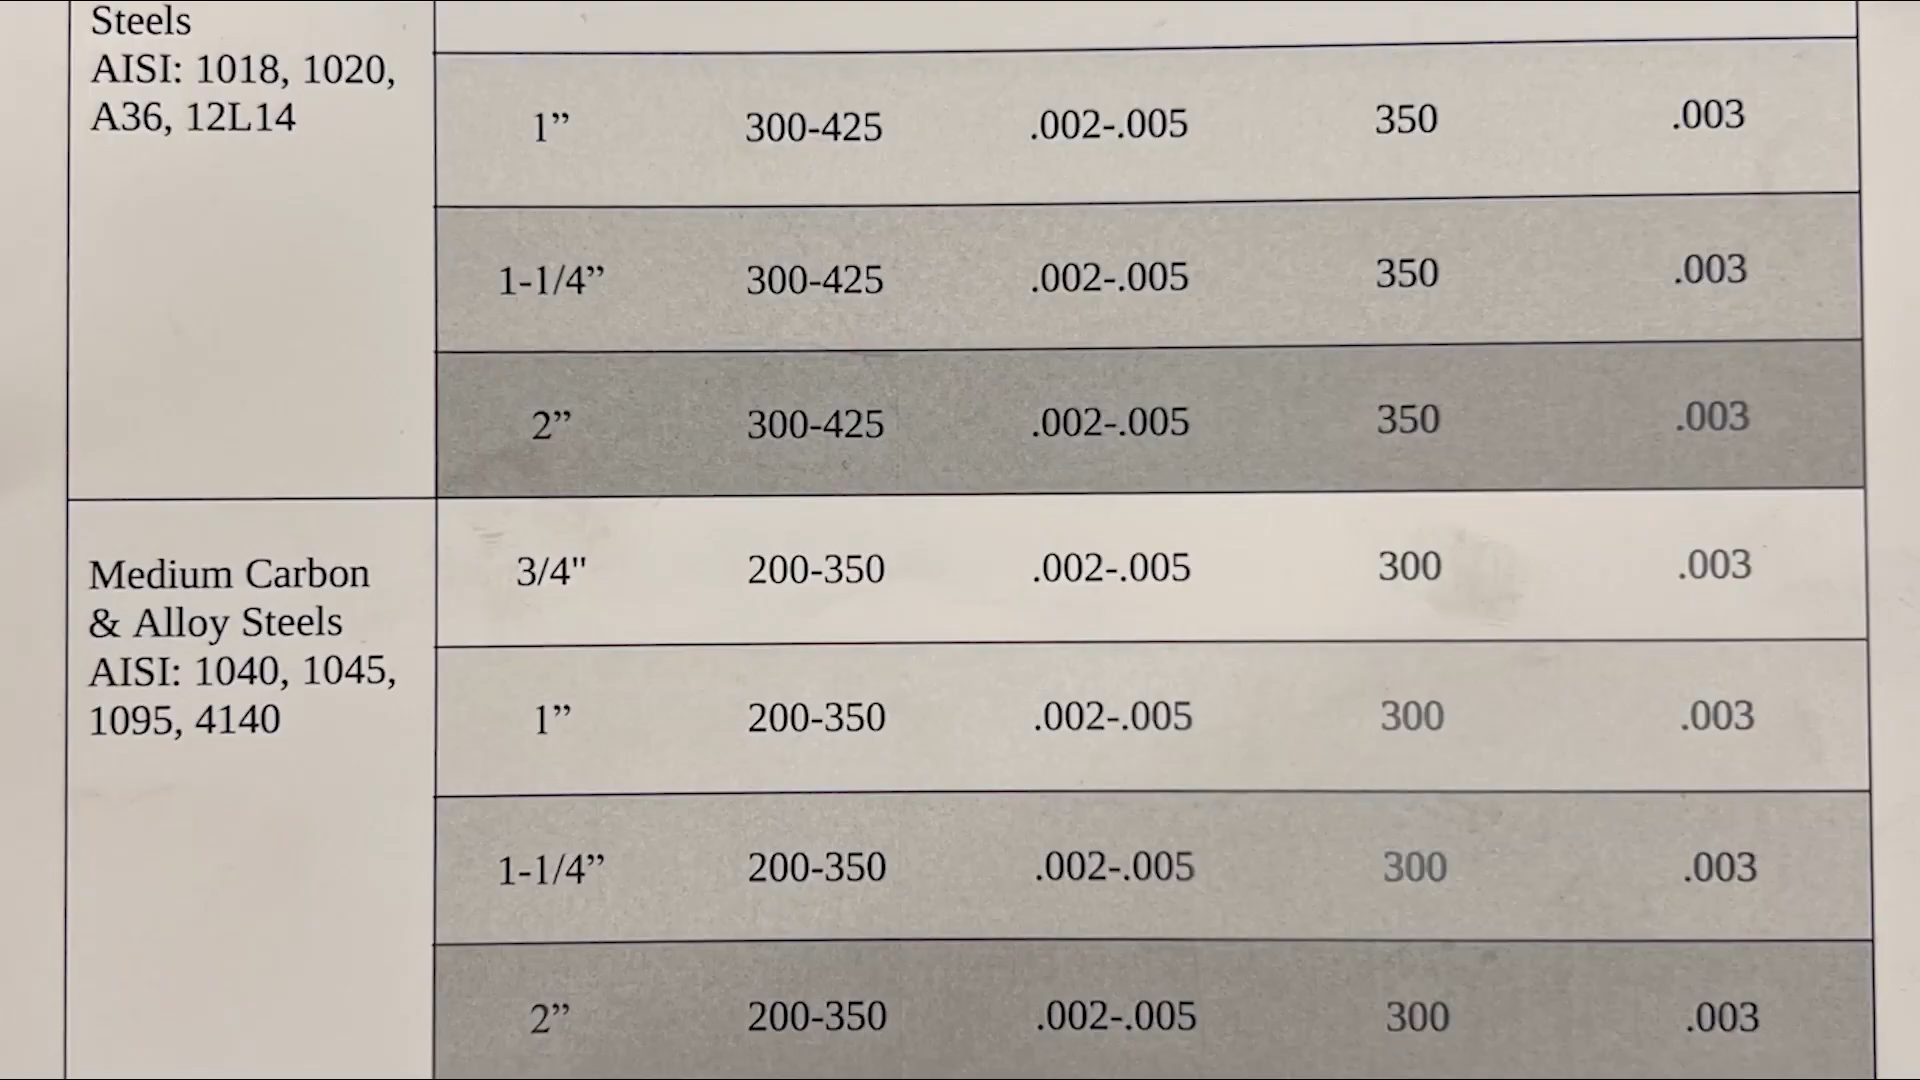 Steels
AISI: 1018, 1020,
A36, 12L14
1” 300-425 .002-.005 350 .003
1-1/4” 300-425 .002-.005 350 .003
2” 300-425 .002-.005 350 .003
Medium Carbon
& Alloy Steels
AISI: 1040, 1045,
1095, 4140
3/4" 200-350 .002-.005 300 .003
1” 200-350 .002-.005 300 .003
1-1/4” 200-350 .002-.005 300 .003
2” 200-350 .002-.005 300 .003